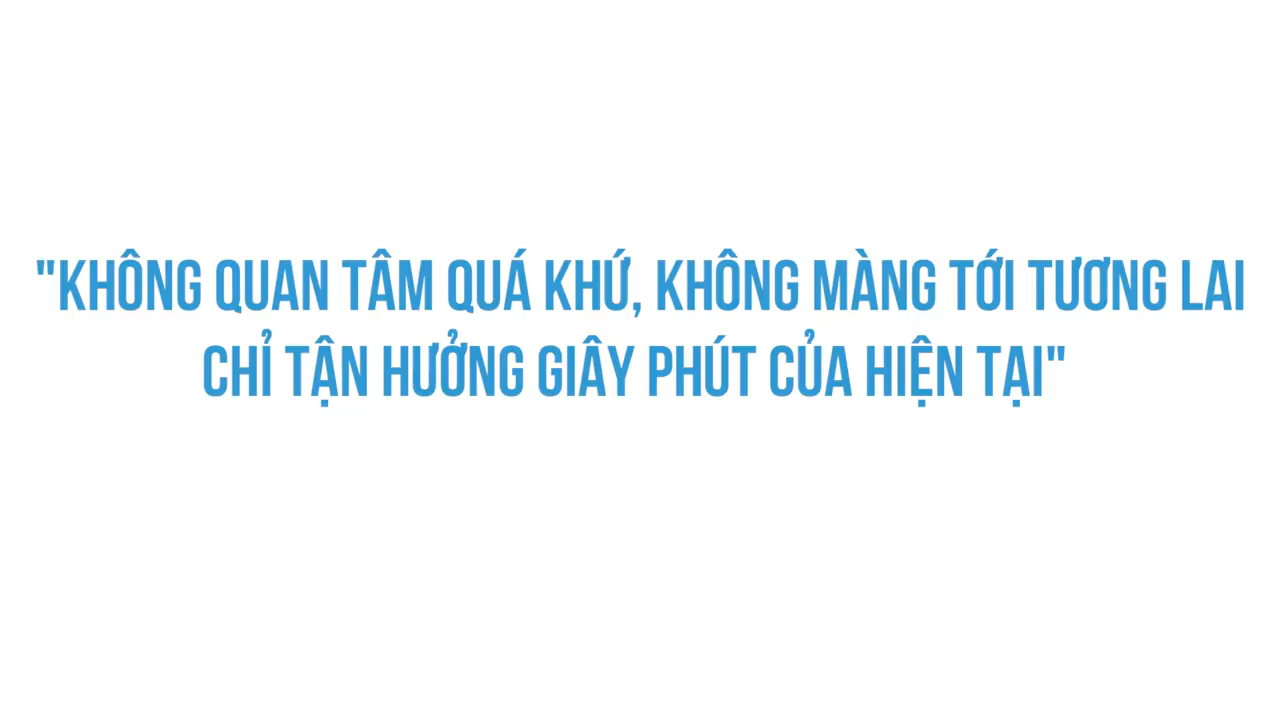 "KHÔNG QUAN TÂM QUÁ KHỨ, KHÔNG MÀNG TỚI TƯƠNG LAI
CHỈ TẬN HƯỞNG GIÂY PHÚT CỦA HIỆN TẠI"